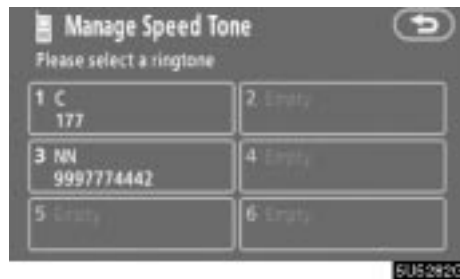 Manage Speed Tone
Please select a ringtone
1 C
177
2 Empty
3 NN
9997774442
4 Empty
5 Empty
6 Empty